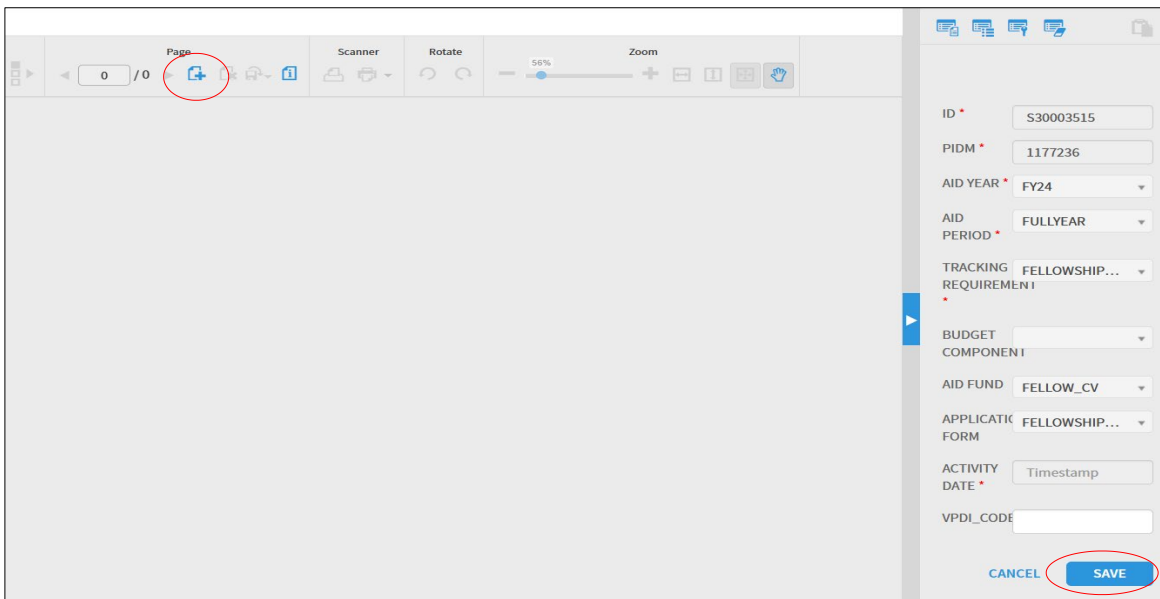 Page
Scanner
Rotate
Zoom
0 / 0
56%
ID * S30003515
PIDM * 1177236
AID YEAR * FY24
AID FULLYEAR
PERIOD *
TRACKING FELLOWSHIP...
REQUIREMENT
*
BUDGET
COMPONENT
AID FUND FELLOW_CV
APPLICATIO FELLOWSHIP...
FORM
ACTIVITY Timestamp
DATE *
VPDI_CODE
CANCEL SAVE